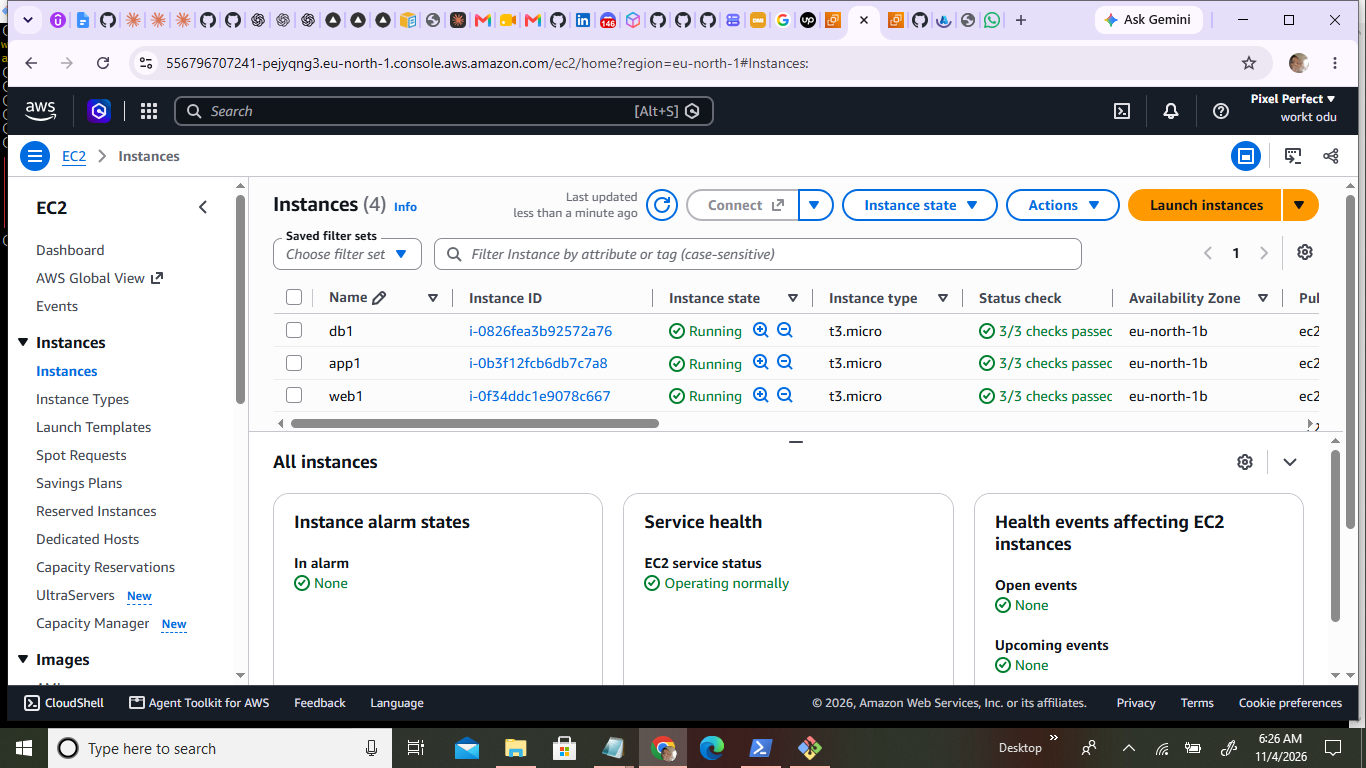 146
Ask Gemini
556796707241-pejyqng3.eu-north-1.console.aws.amazon.com/ec2/home?region=eu-north-1#Instances:
aws
Search
[Alt+S]
Pixel Perfect
workt odu
EC2
Instances
EC2
Dashboard
AWS Global View
Events
Instances
Instances
Instance Types
Launch Templates
Spot Requests
Savings Plans
Reserved Instances
Dedicated Hosts
Capacity Reservations
UltraServers New
Capacity Manager New
Images
Instances (4) Info
Last updated
less than a minute ago
Connect
Instance state
Actions
Launch instances
Saved filter sets
Choose filter set
Filter Instance by attribute or tag (case-sensitive)
1
Name Instance ID Instance state Instance type Status check Availability Zone Pul
db1 i-0826fea3b92572a76 Running t3.micro 3/3 checks passed eu-north-1b ec2
app1 i-0b3f12fcb6db7c7a8 Running t3.micro 3/3 checks passed eu-north-1b ec2
web1 i-0f34ddc1e9078c667 Running t3.micro 3/3 checks passed eu-north-1b ec2
All instances
Instance alarm states
In alarm
None
Service health
EC2 service status
Operating normally
Health events affecting EC2
instances
Open events
None
Upcoming events
None
CloudShell
Agent Toolkit for AWS
Feedback
Language
© 2026, Amazon Web Services, Inc. or its affiliates.
Privacy
Terms
Cookie preferences
Type here to search
Desktop
6:26 AM
11/4/2026